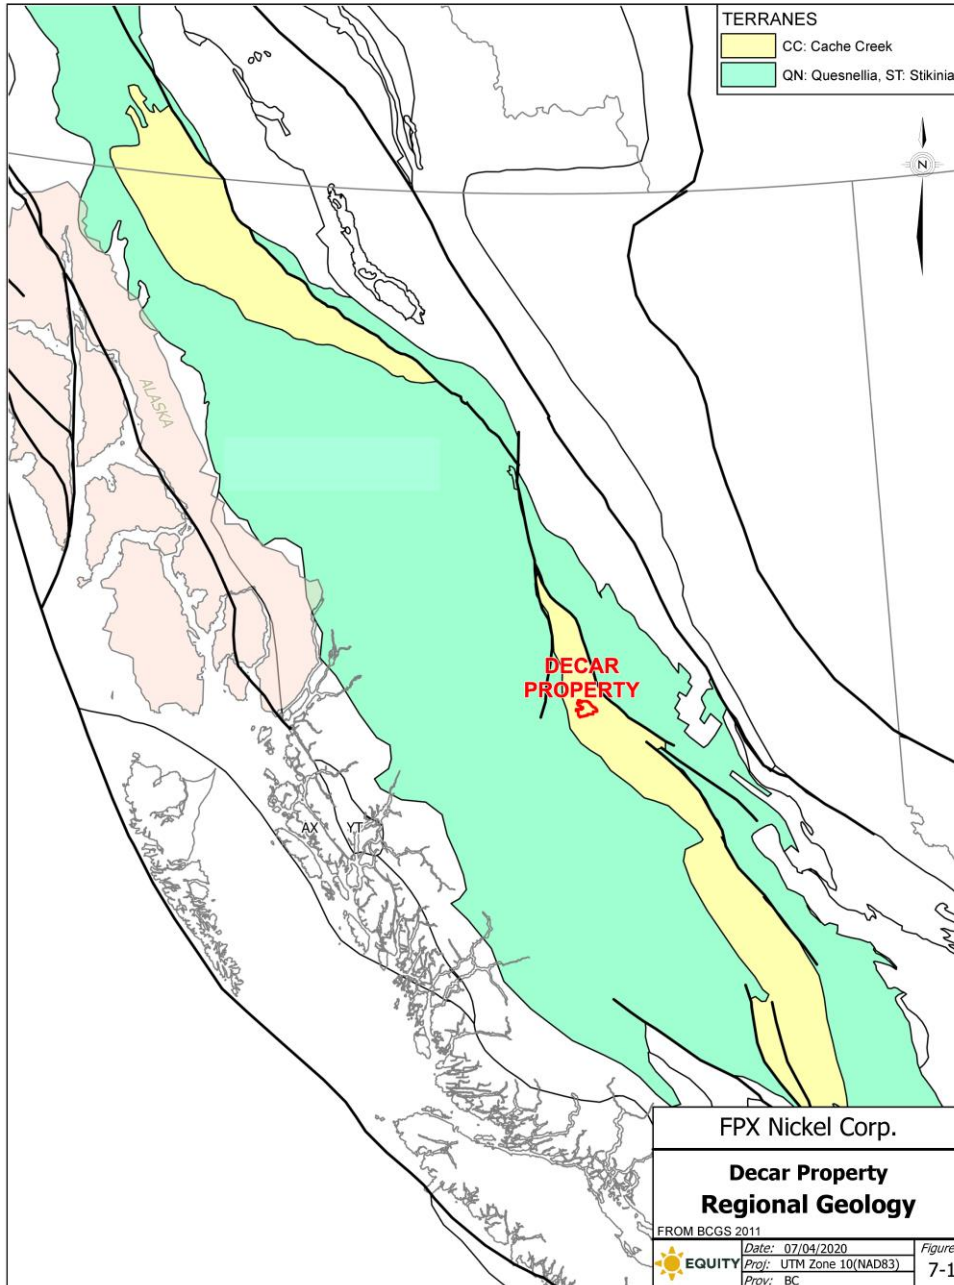 TERRANES
CC: Cache Creek
QN: Quesnellia, ST: Stikinia
N
ALASKA
DECAR
PROPERTY
AX
YT
FPX Nickel Corp.
Decar Property
Regional Geology
FROM BCGS 2011
EQUITY
Date: 07/04/2020
Proj: UTM Zone 10(NAD83)
Prov: BC
Figure
7-1